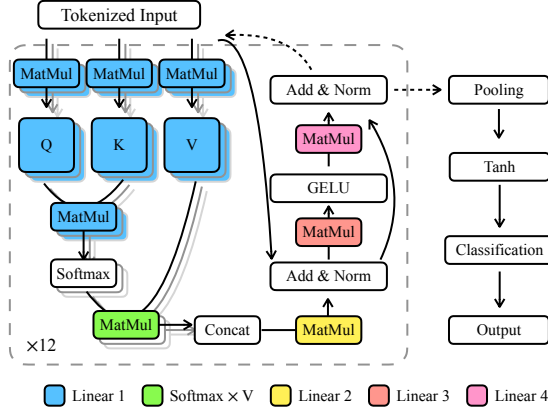 Tokenized Input
MatMul MatMul MatMul
Q K V
MatMul
Softmax
MatMul
Concat
MatMul
Add & Norm
MatMul
GELU
MatMul
Add & Norm
×12
Pooling
Tanh
Classification
Output
Linear 1 Softmax × V Linear 2 Linear 3 Linear 4